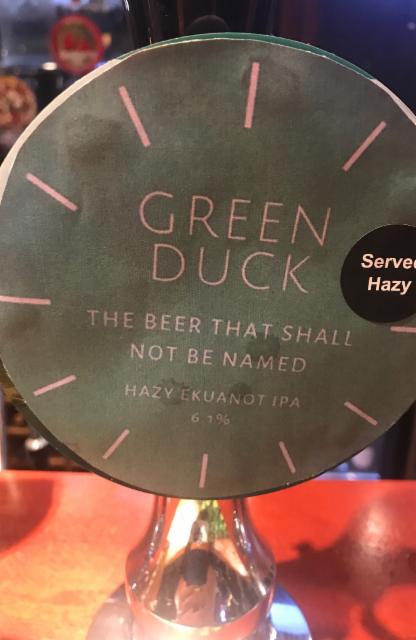 GREEN
DUCK
THE BEER THAT SHALL
NOT BE NAMED
HAZY EKUANOT IPA
6.1%
Served
Hazy